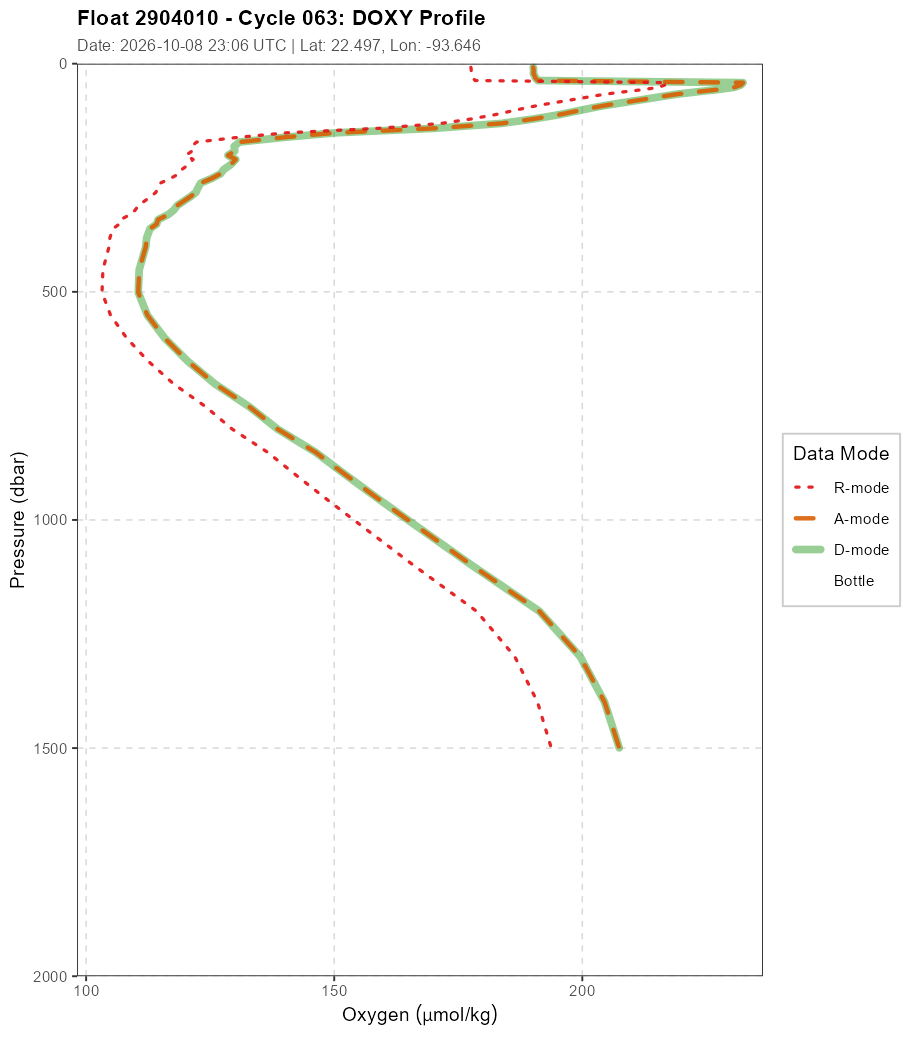 Float 2904010 - Cycle 063: DOXY Profile
Date: 2026-10-08 23:06 UTC | Lat: 22.497, Lon: -93.646
0
500
1000
1500
2000
Pressure (dbar)
100
150
200
Oxygen (μmol/kg)
Data Mode
R-mode
A-mode
D-mode
Bottle